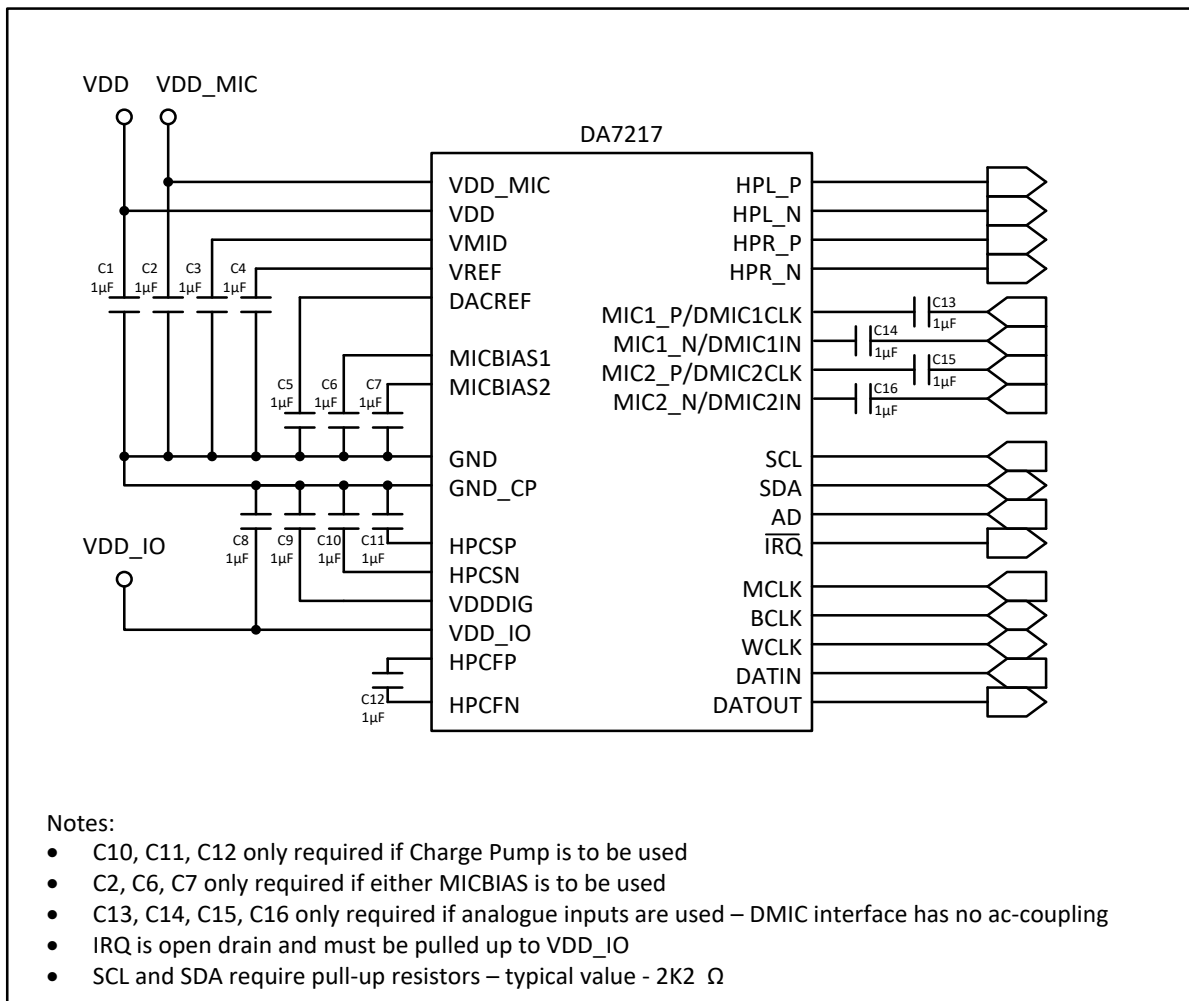 VDD VDD_MIC
DA7217
VDD_MIC
VDD
VMID
VREF
DACREF
MICBIAS1
MICBIAS2
GND
GND_CP
HPCSP
HPCSN
VDDDIG
VDD_IO
HPCFP
HPCFN
HPL_P
HPL_N
HPR_P
HPR_N
MIC1_P/DMIC1CLK
MIC1_N/DMIC1IN
MIC2_P/DMIC2CLK
MIC2_N/DMIC2IN
SCL
SDA
AD
IRQ
MCLK
BCLK
WCLK
DATIN
DATOUT
C1
1µF
C2
1µF
C3
1µF
C4
1µF
C5
1µF
C6
1µF
C7
1µF
C8
1µF
C9
1µF
C10
1µF
C11
1µF
VDD_IO
C12
1µF
C13
1µF
C14
1µF
C15
1µF
C16
1µF
Notes:
• C10, C11, C12 only required if Charge Pump is to be used
• C2, C6, C7 only required if either MICBIAS is to be used
• C13, C14, C15, C16 only required if analogue inputs are used – DMIC interface has no ac-coupling
• IRQ is open drain and must be pulled up to VDD_IO
• SCL and SDA require pull-up resistors – typical value - 2K2 Ω